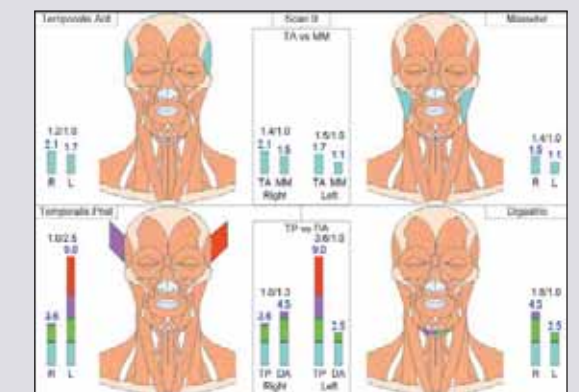 Temporalis Ant
Scan 9
Masseter
TA vs MM
1.2/1.0
2.1 1.7
R L
1.4/1.0
2.1 1.5
TA MM
Right
1.5/1.0
1.7
1.1
TA MM
Left
1.4/1.0
1.5 1.1
R L
Temporalis Post
TP vs DA
Digastric
1.0/2.5
9.0
3.6
R L
1.0/1.3
4.5
3.6
TP DA
Right
3.6/1.0
9.0
2.5
TP DA
Left
1.8/1.0
4.5
2.5
R L